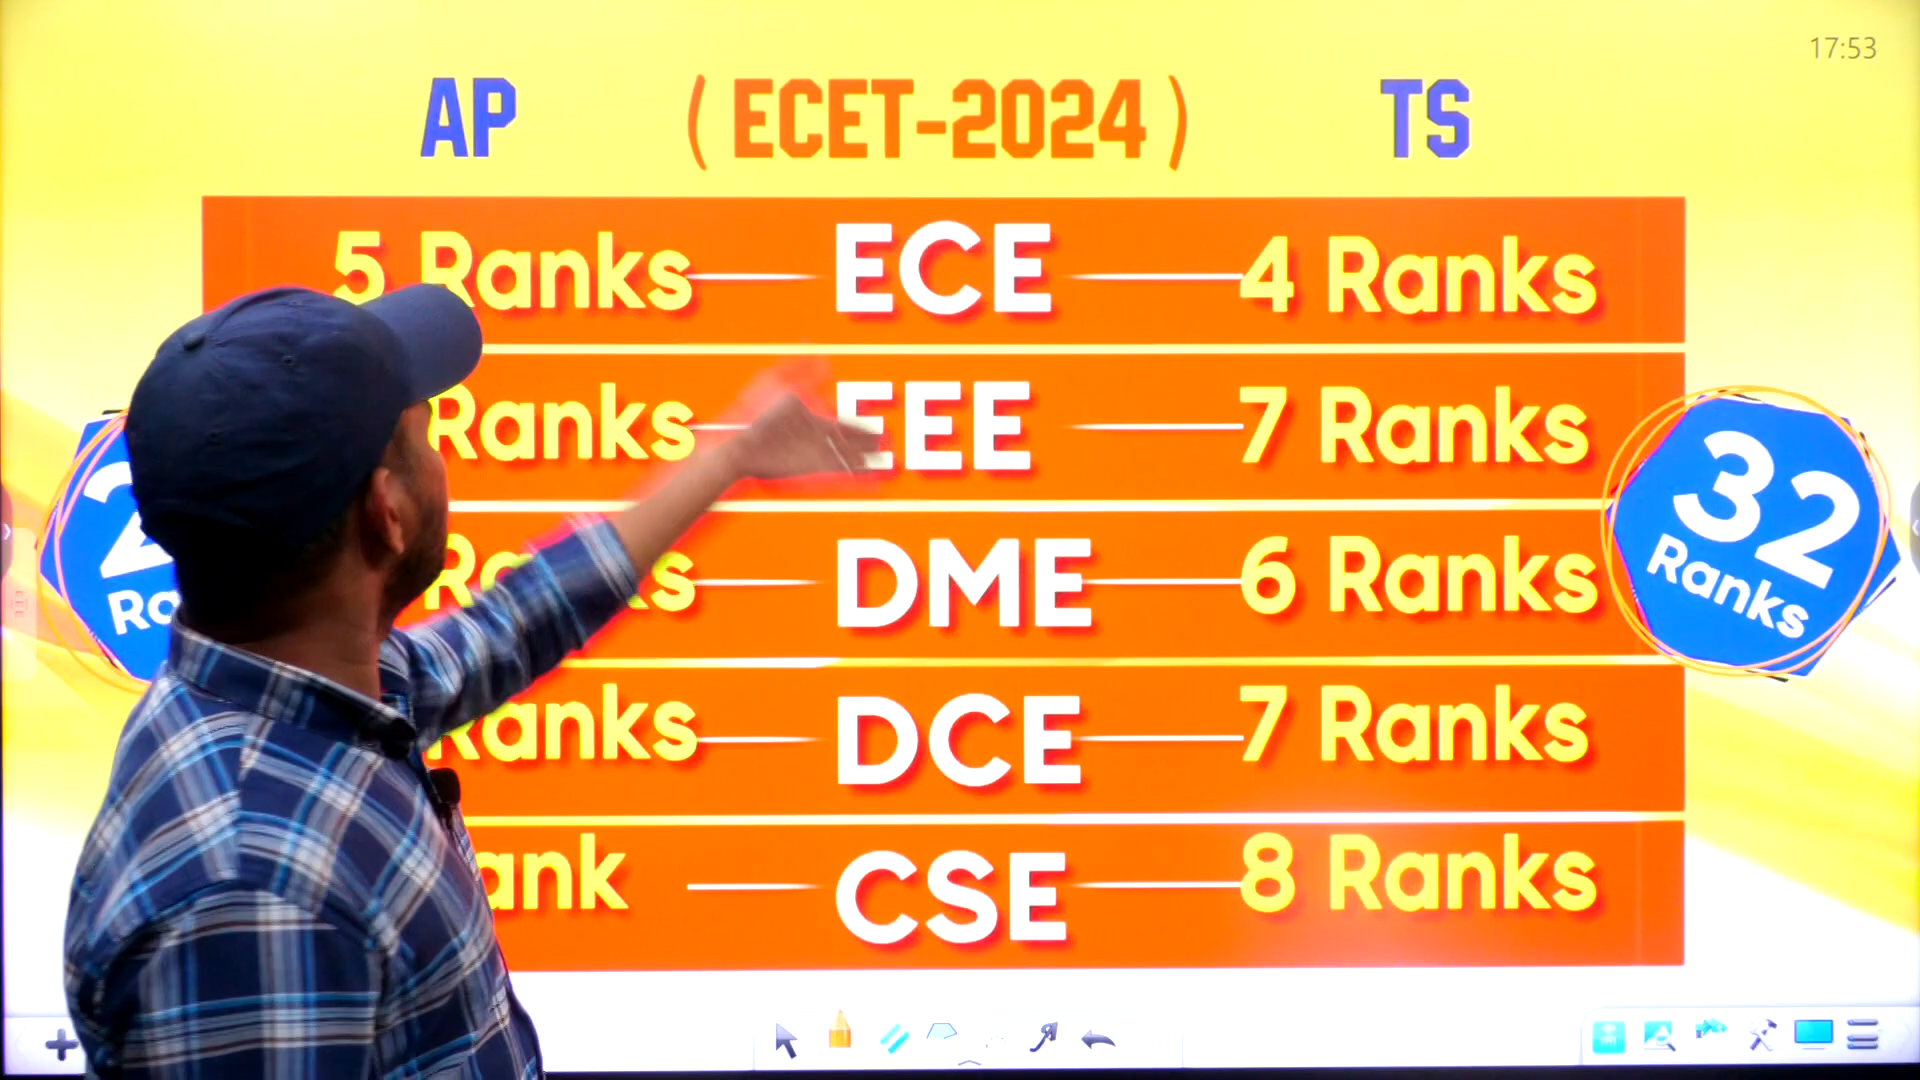 17:53
AP ( ECET-2024 ) TS
5 Ranks ECE 4 Ranks
Ranks EEE 7 Ranks
DME 6 Ranks
Ranks DCE 7 Ranks
CSE 8 Ranks
32
Ranks